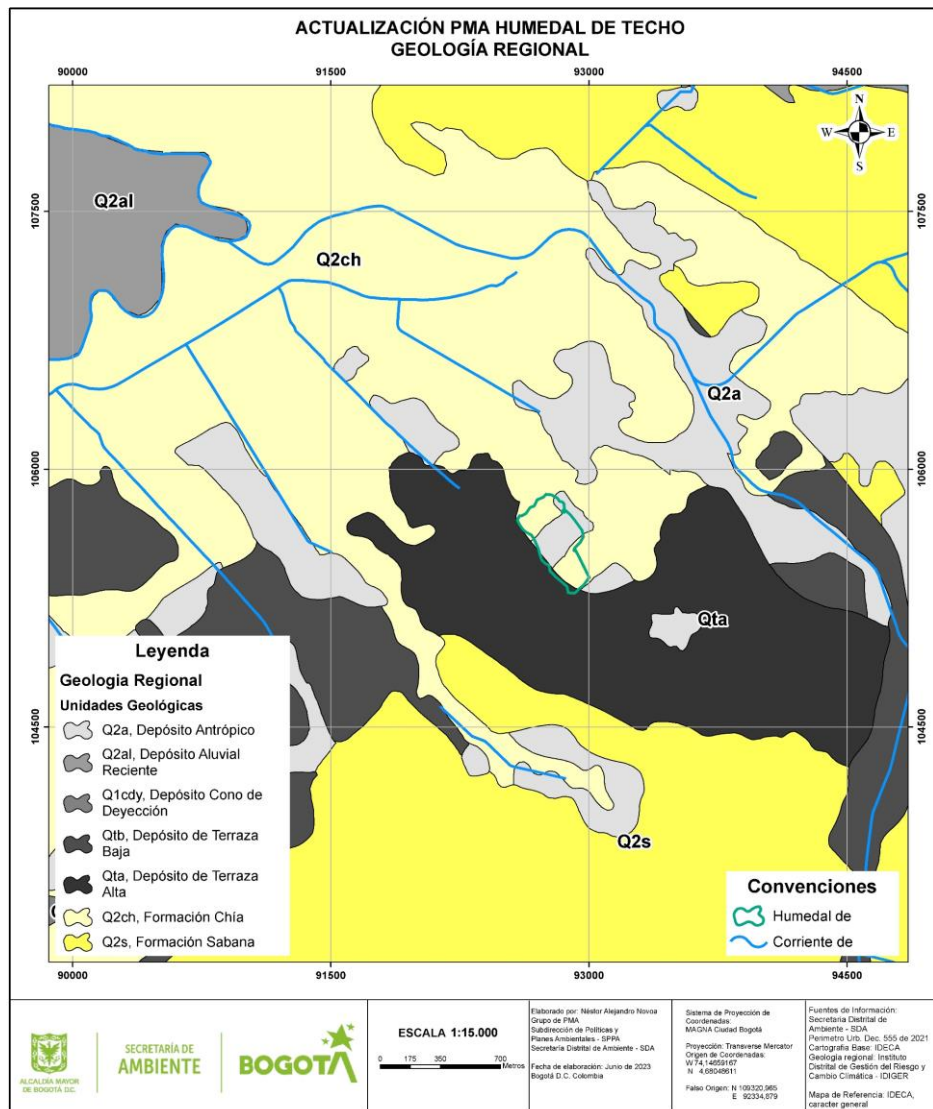 ACTUALIZACIÓN PMA HUMEDAL DE TECHO
GEOLOGÍA REGIONAL
90000
91500
93000
94500
N
W
E
S
107500
107500
106000
106000
104500
104500
Q2al
Q2ch
Q2a
Qta
Q2s
Leyenda
Geologia Regional
Unidades Geológicas
Q2a, Depósito Antrópico
Q2al, Depósito Aluvial
Reciente
Q1cdy, Depósito Cono de
Deyección
Qtb, Depósito de Terraza
Baja
Qta, Depósito de Terraza
Alta
Q2ch, Formación Chía
Q2s, Formación Sabana
Convenciones
Humedal de
Corriente de
90000
91500
93000
94500
ALCALDÍA MAYOR
DE BOGOTÁ D.C.
SECRETARÍA DE
AMBIENTE
BOGOTÁ
ESCALA 1:15.000
0 175 350 700
Metros
Elaborado por: Néstor Alejandro Novoa
Grupo de PMA
Subdirección de Políticas y
Planes Ambientales - SPPA
Secretaría Distrital de Ambiente - SDA
Fecha de elaboración: Junio de 2023
Bogotá D.C. Colombia
Sistema de Proyección de
Coordenadas:
MAGNA Ciudad Bogotá
Proyección: Transverse Mercator
Origen de Coordenadas:
W 74,14659167
N 4,68048611
Falso Origen: N 109320,965
E 92334,879
Fuentes de Información:
Secretaria Distrital de
Ambiente - SDA
Perimetro Urb. Dec. 555 de 2021
Cartografia Base: IDECA
Geologia regional: Instituto
Distrital de Gestión del Riesgo y
Cambio Climática - IDIGER
Mapa de Referencia: IDECA,
caracter general